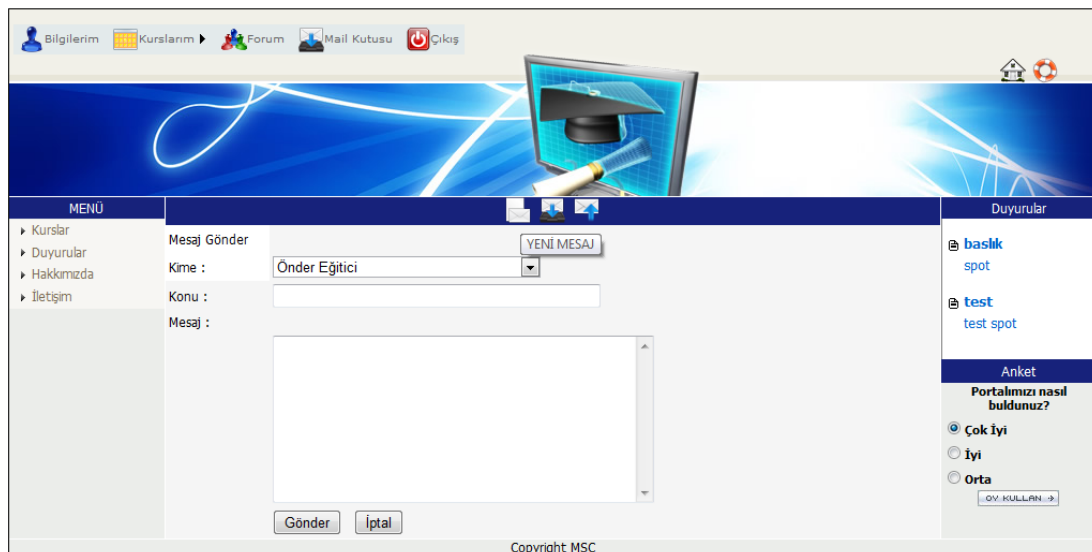 Bilgilerim Kurslarım Forum Mail Kutusu Çıkış
MENÜ
Kurslar
Duyurular
Hakkımızda
İletişim
Mesaj Gönder
YENİ MESAJ
Kime :
Önder Eğitici
Konu :
Mesaj :
Gönder İptal
Duyurular
baslık
spot
test
test spot
Anket
Portalımızı nasıl
buldunuz?
Çok İyi
İyi
Orta
OY KULLAN
Copyright MSC